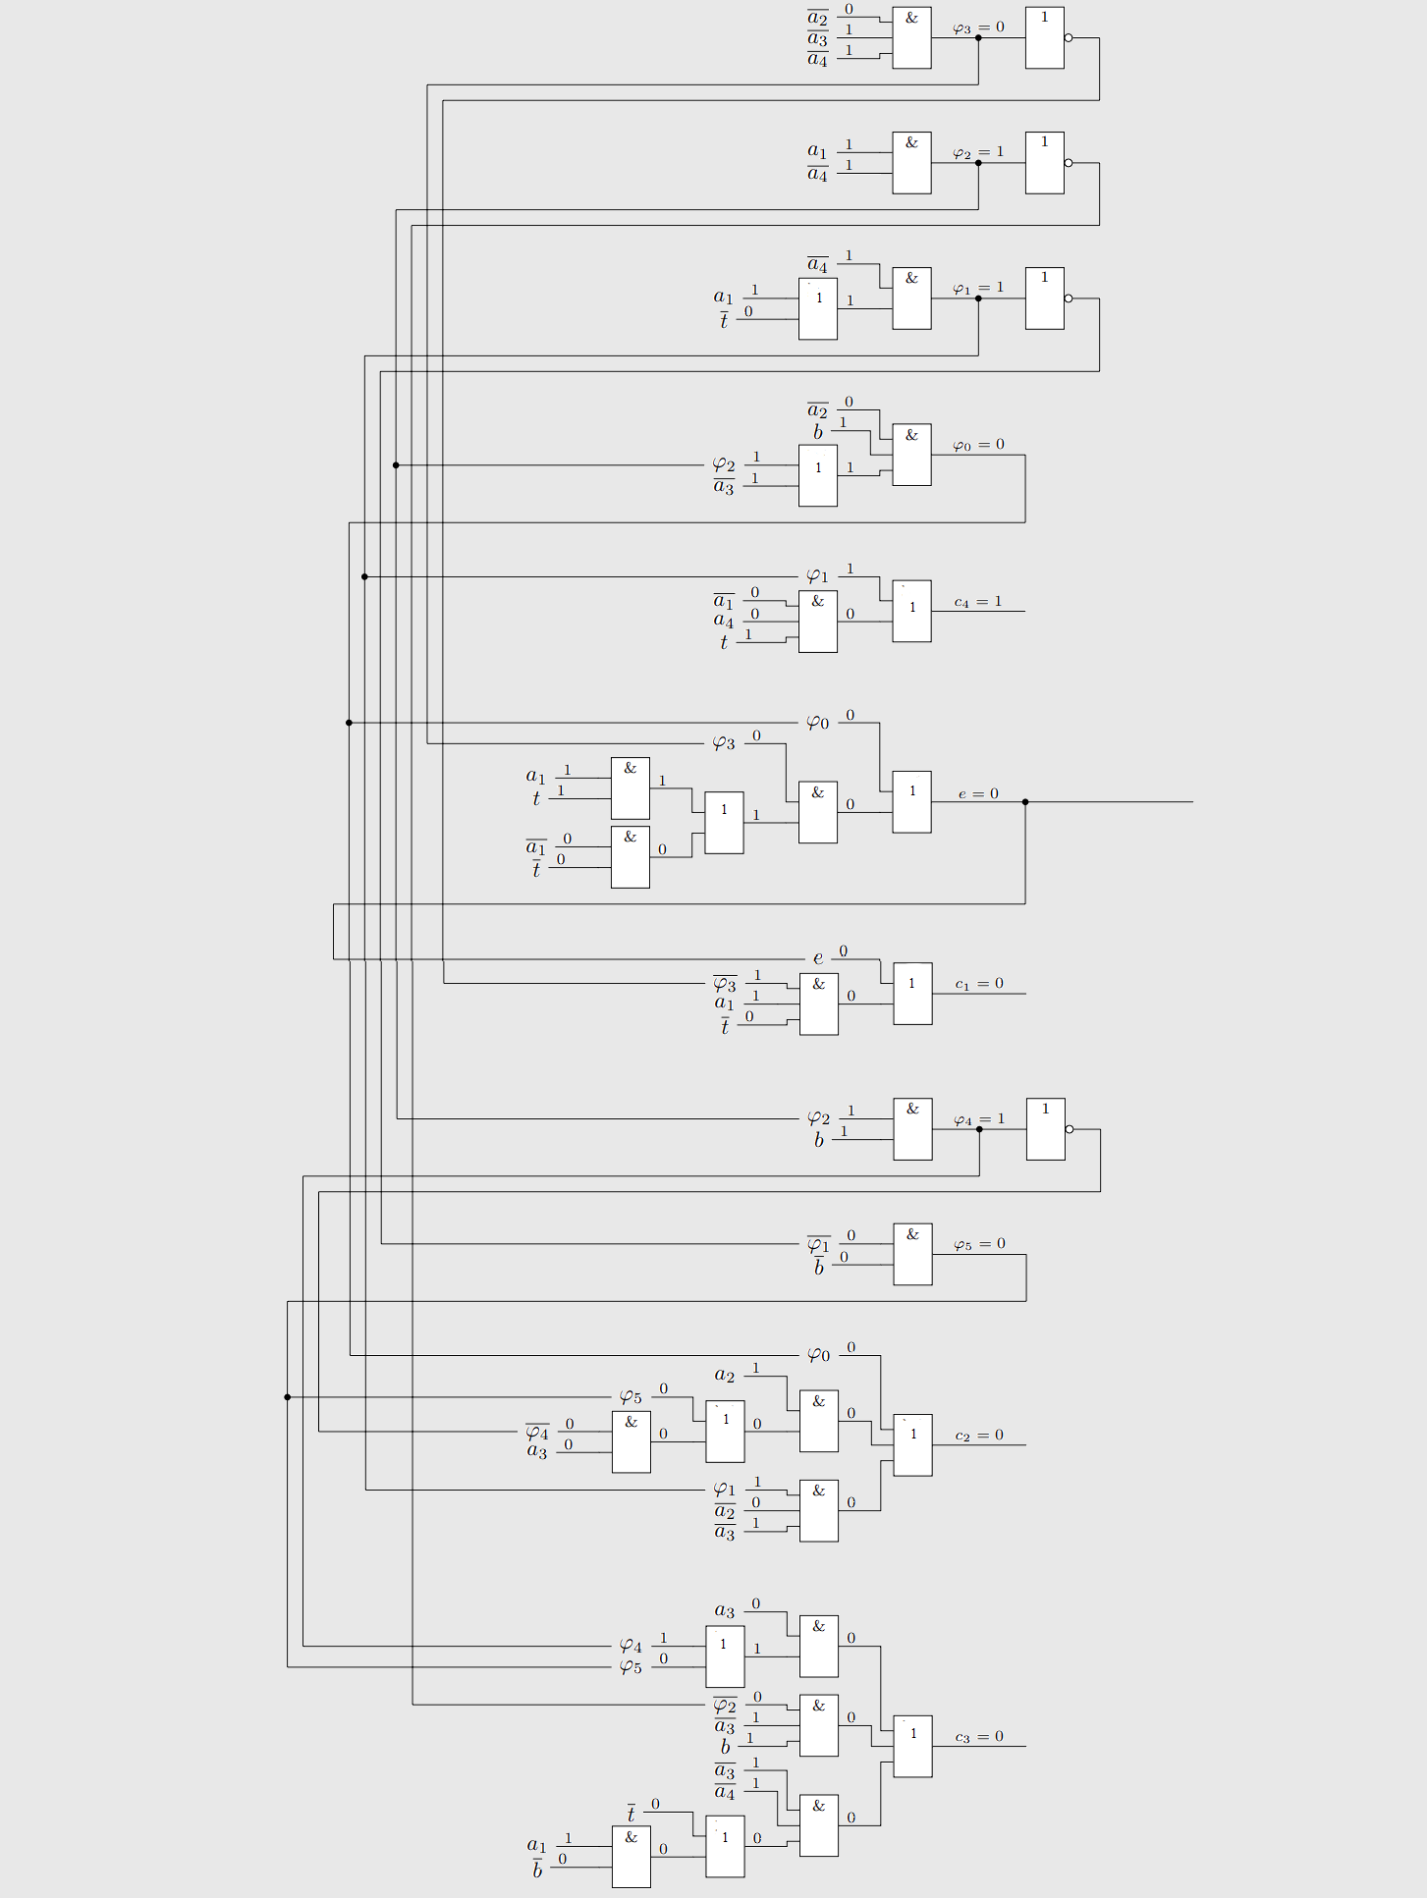 a̅₂ 0 &
a̅₃ 1 φ₃ = 0 1
a̅₄ 1
a₁ 1 & φ₂ = 1 1
a̅₄ 1
a̅₄ 1 & φ₁ = 1 1
a₁ 1 1 1
t̅ 0
a̅₂ 0
b 1 & φ₀ = 0
φ₂ 1 1 1
a̅₃ 1
φ₁ 1
a̅₁ 0 & 1 c₄ = 1
a₄ 0 0
t 1
φ₀ 0
φ₃ 0
a₁ 1 & 1
t 1 1 1 & 0 1 e = 0
a̅₁ 0 & 0
t̅ 0
e 0
φ̅₃ 1 & 1 c₁ = 0
a₁ 1 0
t̅ 0
φ₂ 1 & φ₄ = 1 1
b 1
φ̅₁ 0 & φ₅ = 0
b̅ 0
φ₀ 0
a₂ 1
φ₅ 0 & 0
φ̅₄ 0 & 0 1 0 1 c₂ = 0
a₃ 0
φ₁ 1 &
a̅₂ 0 0
a̅₃ 1
a₃ 0 &
φ₄ 1 1 1 0
φ₅ 0
φ̅₂ 0 &
a̅₃ 1 0 1 c₃ = 0
b 1
a̅₃ 1
a̅₄ 1 &
t̅ 0 0
a₁ 1 & 0 1 0
b̅ 0